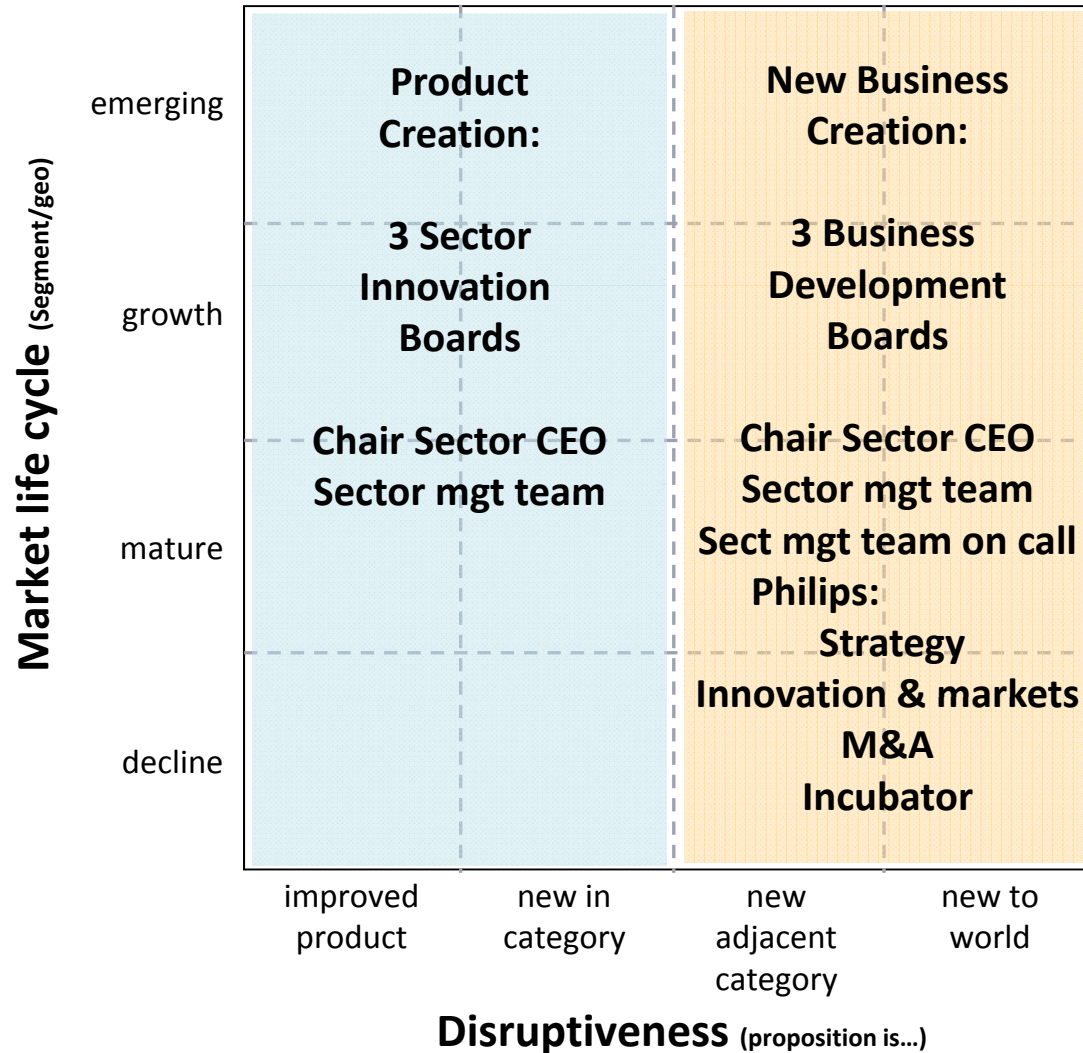 Market life cycle (Segment/geo)
emerging
growth
mature
decline
Product
Creation:
3 Sector
Innovation
Boards
Chair Sector CEO
Sector mgt team
New Business
Creation:
3 Business
Development
Boards
Chair Sector CEO
Sector mgt team
Sect mgt team on call
Philips:
Strategy
Innovation & markets
M&A
Incubator
improved
product
new in
category
new
adjacent
category
new to
world
Disruptiveness (proposition is...)